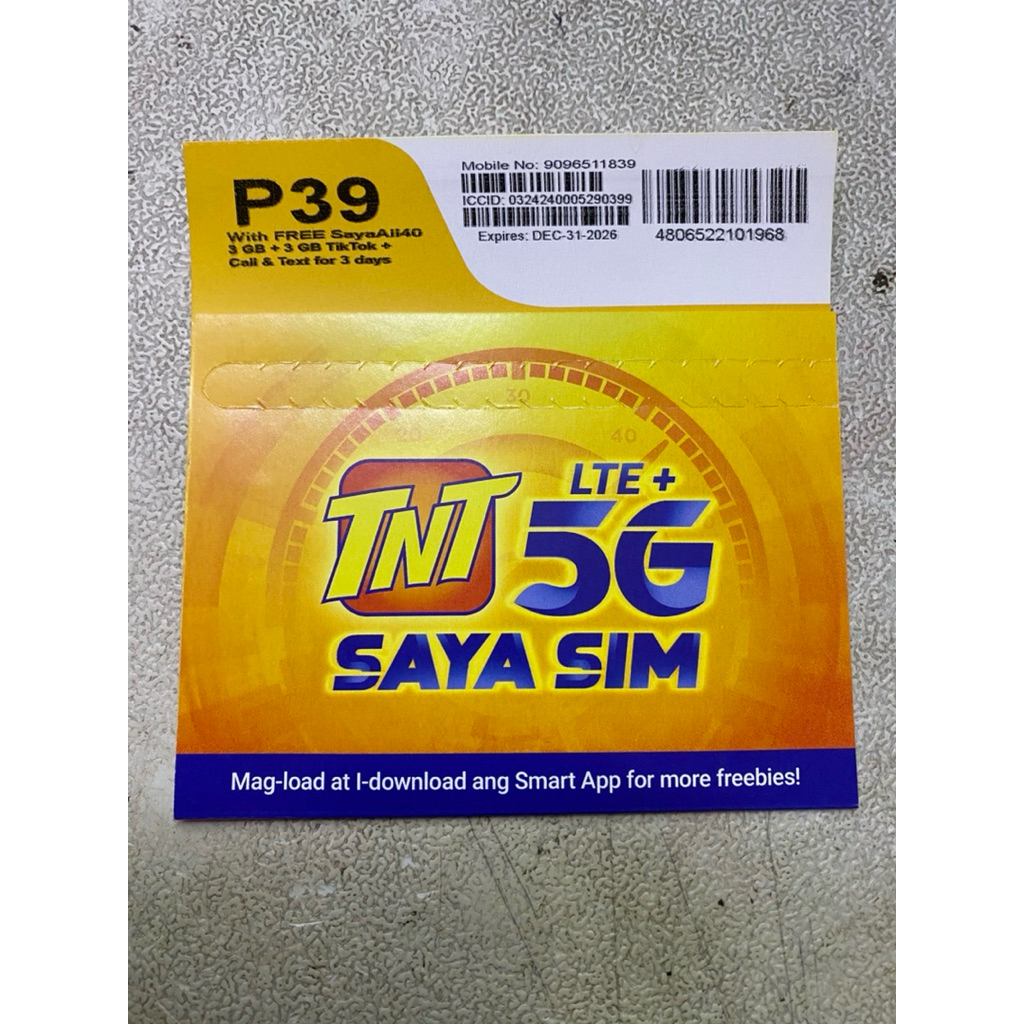 P39
With FREE SayaAll40
3 GB + 3 GB TikTok +
Call & Text for 3 days
Mobile No: 9096511839
ICCID: 0324240005290399
Expires: DEC-31-2026
4806522101968
20
30
40
TNT
LTE +
5G
SAYA SIM
Mag-load at I-download ang Smart App for more freebies!